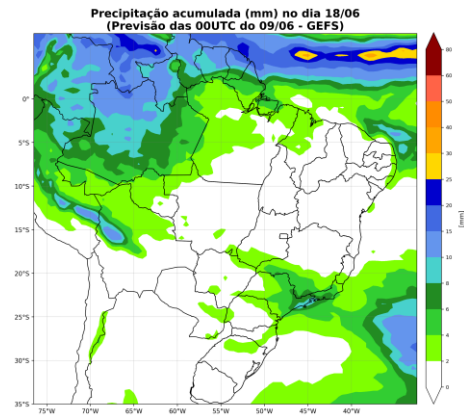 Precipitação acumulada (mm) no dia 18/06
(Previsão das 00UTC do 09/06 - GEFS)
80
60
50
40
30
25
20
15
10
8
6
4
2
0
[mm]
0°
5°S
10°S
15°S
20°S
25°S
30°S
35°S
75°W
70°W
65°W
60°W
55°W
50°W
45°W
40°W